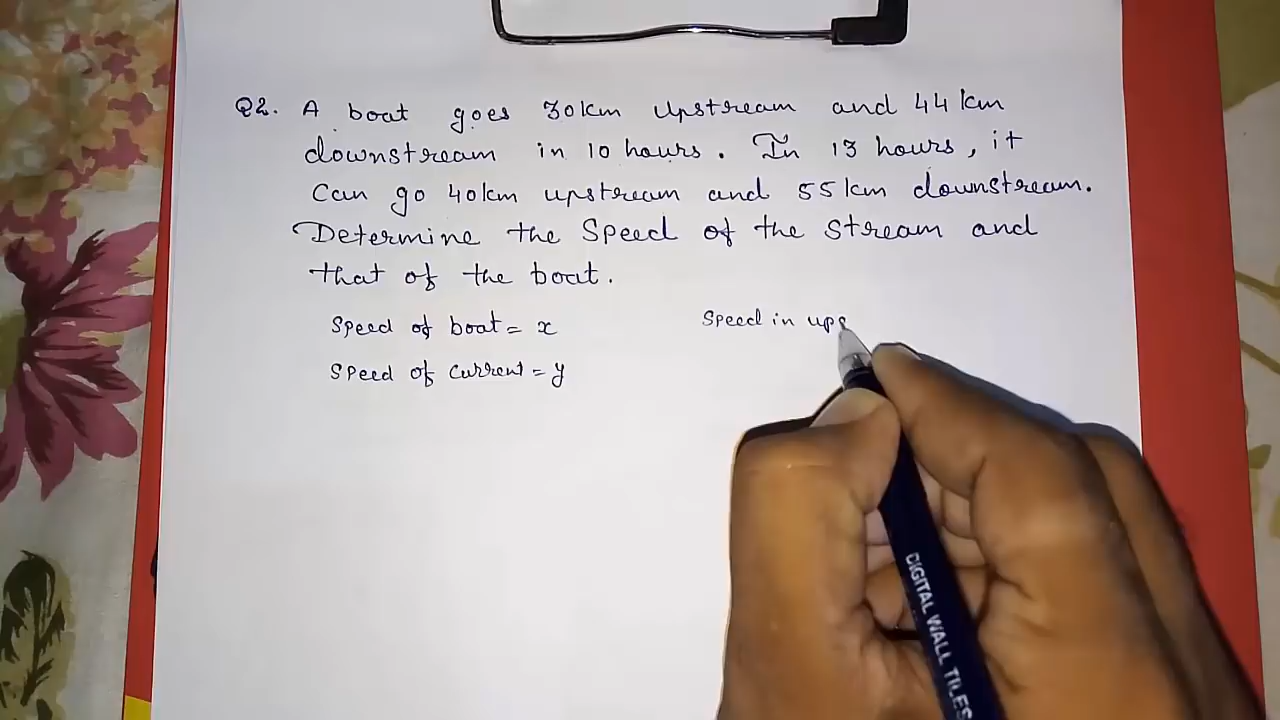 Q2. A boat goes 30km Upstream and 44 km
downstream in 10 hours. In 13 hours, it
Can go 40km upstream and 55km downstream.
Determine the Speed of the Stream and
that of the boat.
Speed of boat = x
Speed in ups
Speed of current = y
DIGITAL WALL TILES